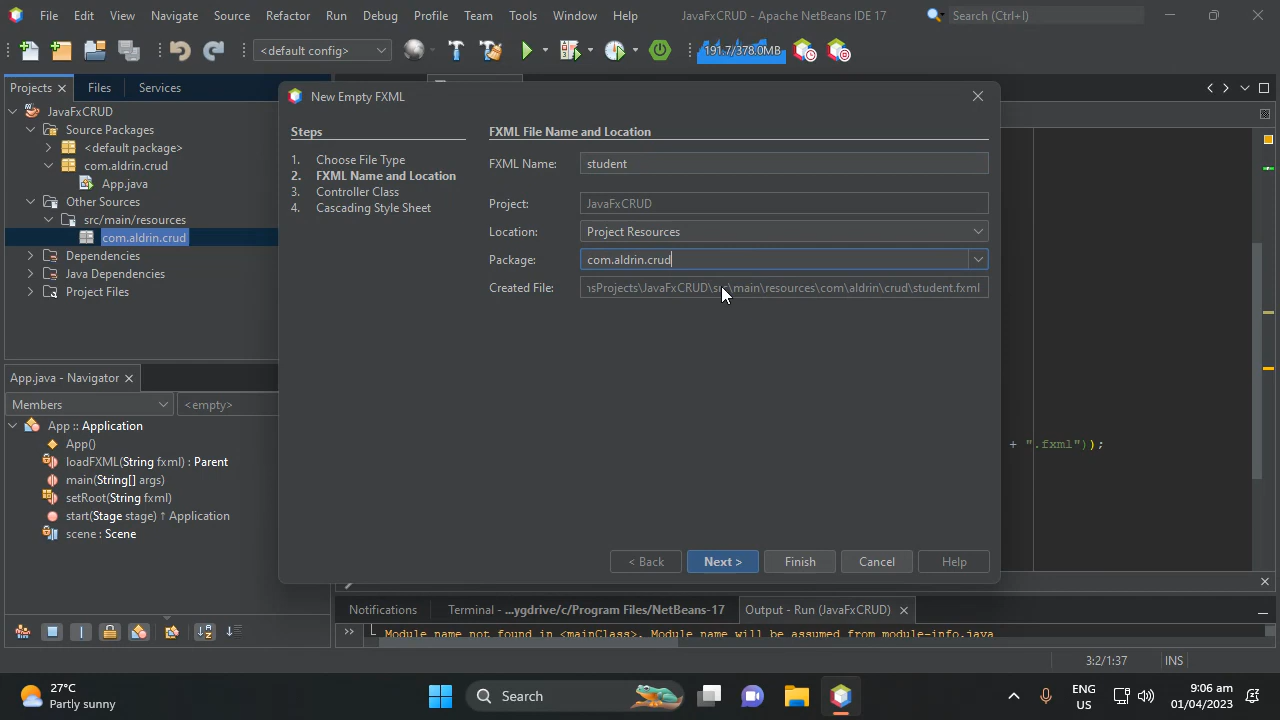 File Edit View Navigate Source Refactor Run Debug Profile Team Tools Window Help JavaFxCRUD - Apache NetBeans IDE 17 Search (Ctrl+I)
<default config> 191.7/378.0MB
Projects Files Services
JavaFxCRUD
Source Packages
<default package>
com.aldrin.crud
App.java
Other Sources
src/main/resources
com.aldrin.crud
Dependencies
Java Dependencies
Project Files
New Empty FXML
Steps
1. Choose File Type
2. FXML Name and Location
3. Controller Class
4. Cascading Style Sheet
FXML File Name and Location
FXML Name: student
Project: JavaFxCRUD
Location: Project Resources
Package: com.aldrin.crud
Created File: nsProjects\JavaFxCRUD\src\main\resources\com\aldrin\crud\student.fxml
< Back Next > Finish Cancel Help
+ ".fxml"));
App.java - Navigator
Members <empty>
App :: Application
App()
loadFXML(String fxml) : Parent
main(String[] args)
setRoot(String fxml)
start(Stage stage) ↑ Application
scene : Scene
Notifications Terminal - ...ygdrive/c/Program Files/NetBeans-17 Output - Run (JavaFxCRUD)
Module name not found in <mainClass>. Module name will be assumed from module-info.java
3:2/1:37 INS
27°C
Partly sunny
Search
ENG
US
9:06 am
01/04/2023